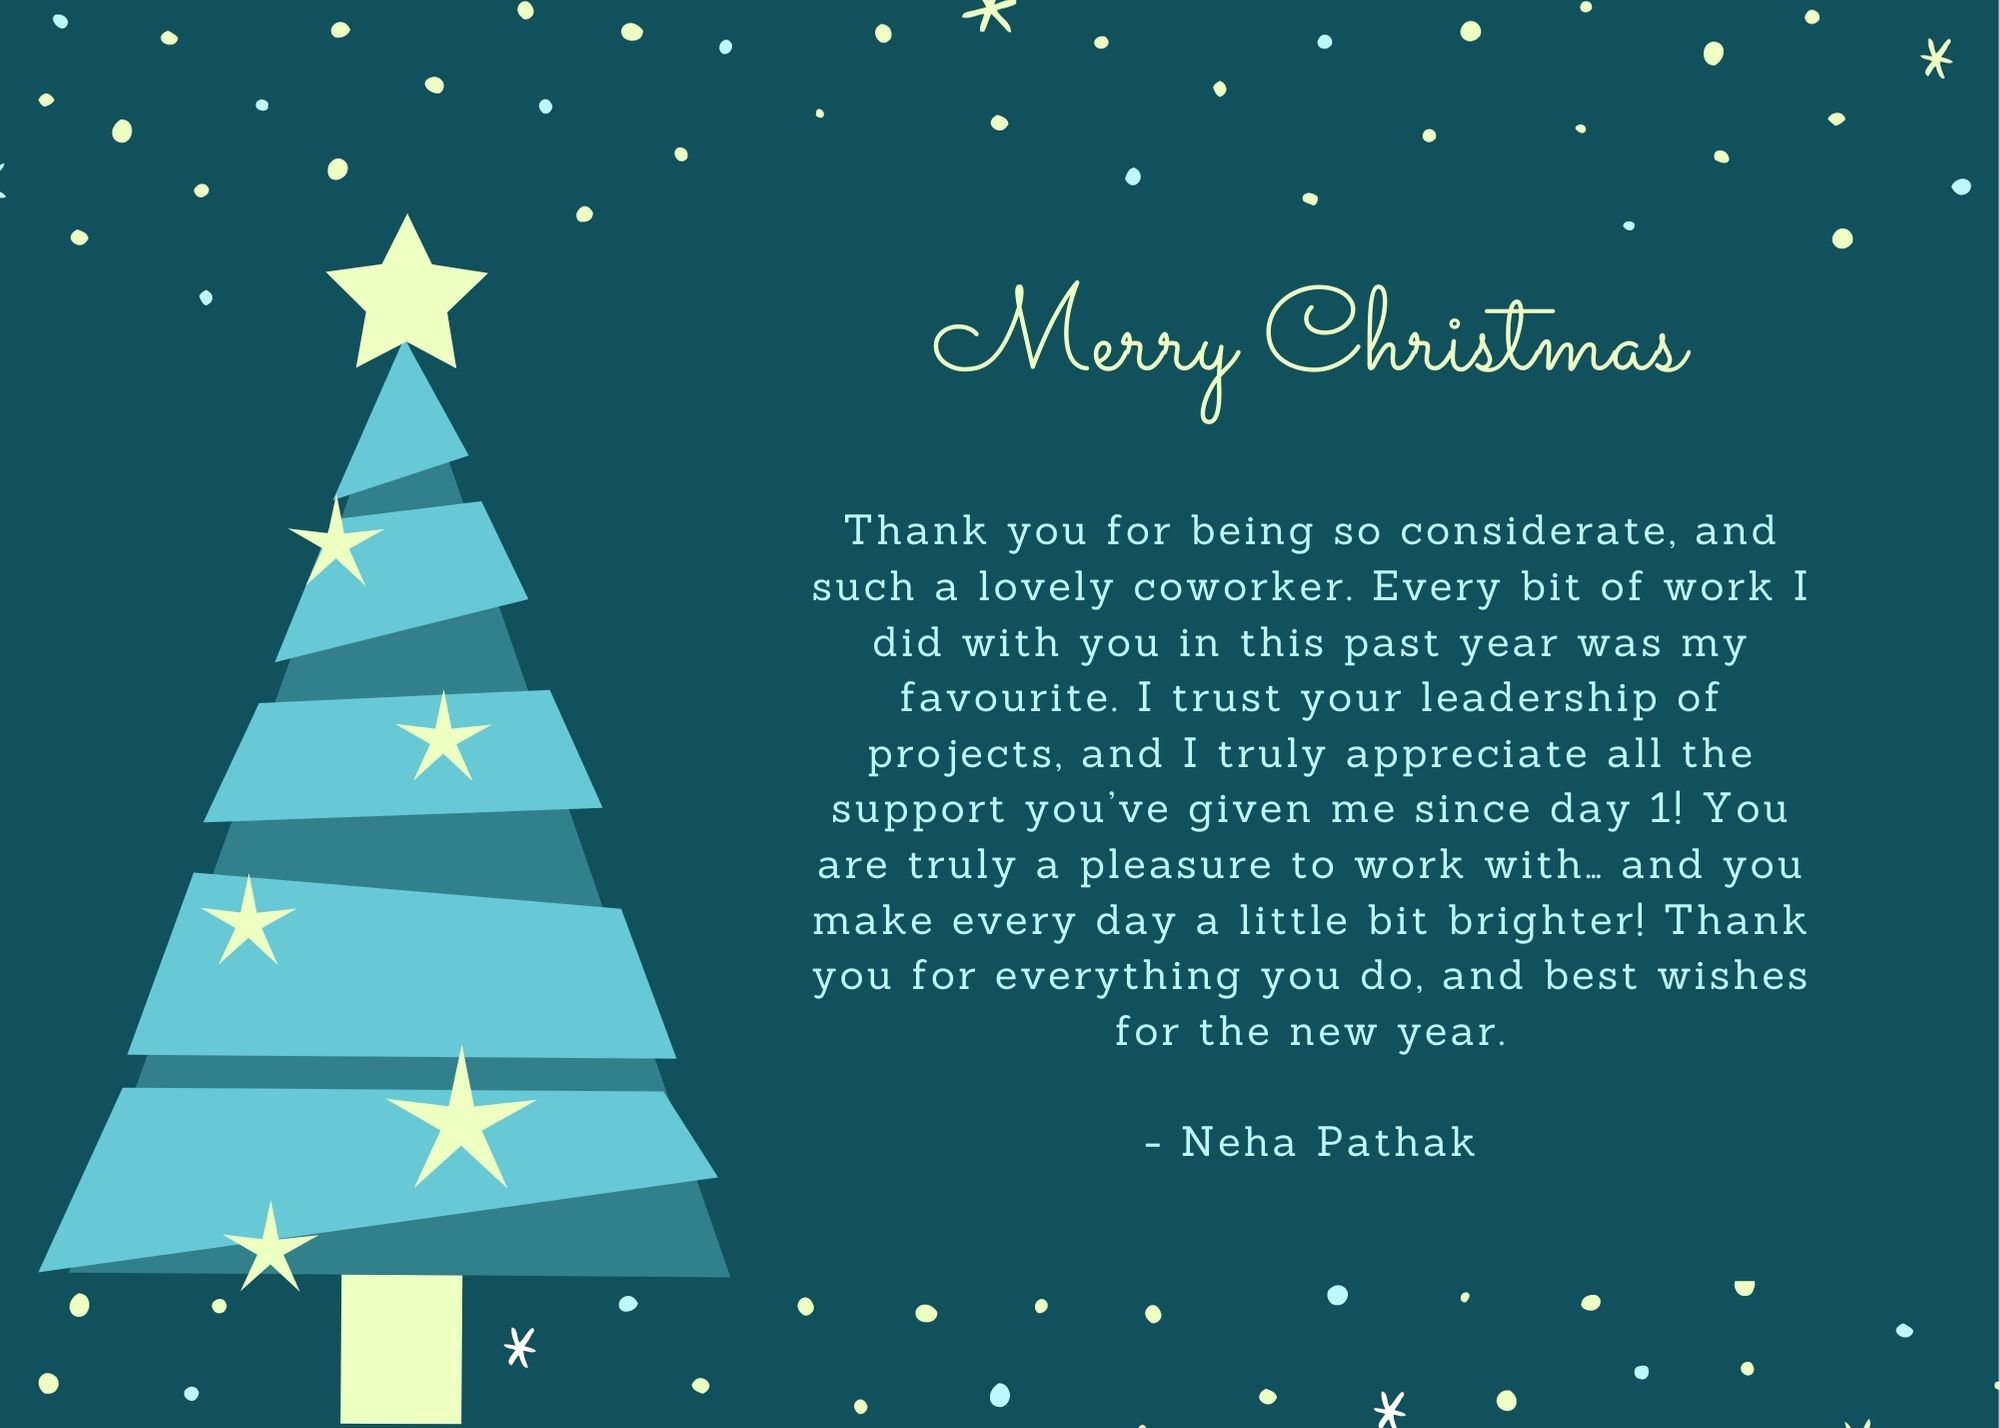 Merry Christmas
Thank you for being so considerate, and
such a lovely coworker. Every bit of work I
did with you in this past year was my
favourite. I trust your leadership of
projects, and I truly appreciate all the
support you’ve given me since day 1! You
are truly a pleasure to work with… and you
make every day a little bit brighter! Thank
you for everything you do, and best wishes
for the new year.
- Neha Pathak